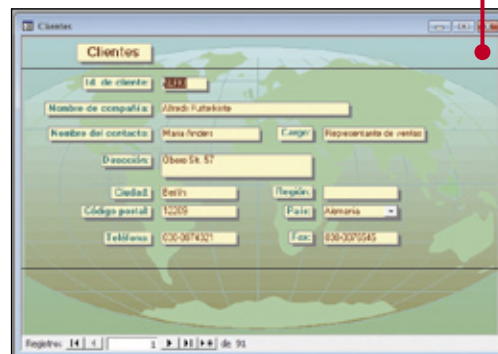 Clientes
Clientes
Id. de cliente:
Nombre de compañía: Alfreds Futterkiste
Nombre del contacto: Maria Anders Cargo: Representante de ventas
Dirección: Obere Str. 57
Ciudad: Berlín Región:
Código postal: 12209 País: Alemania
Teléfono: 030-0074321 Fax: 030-0076545
Registro: 1 de 91